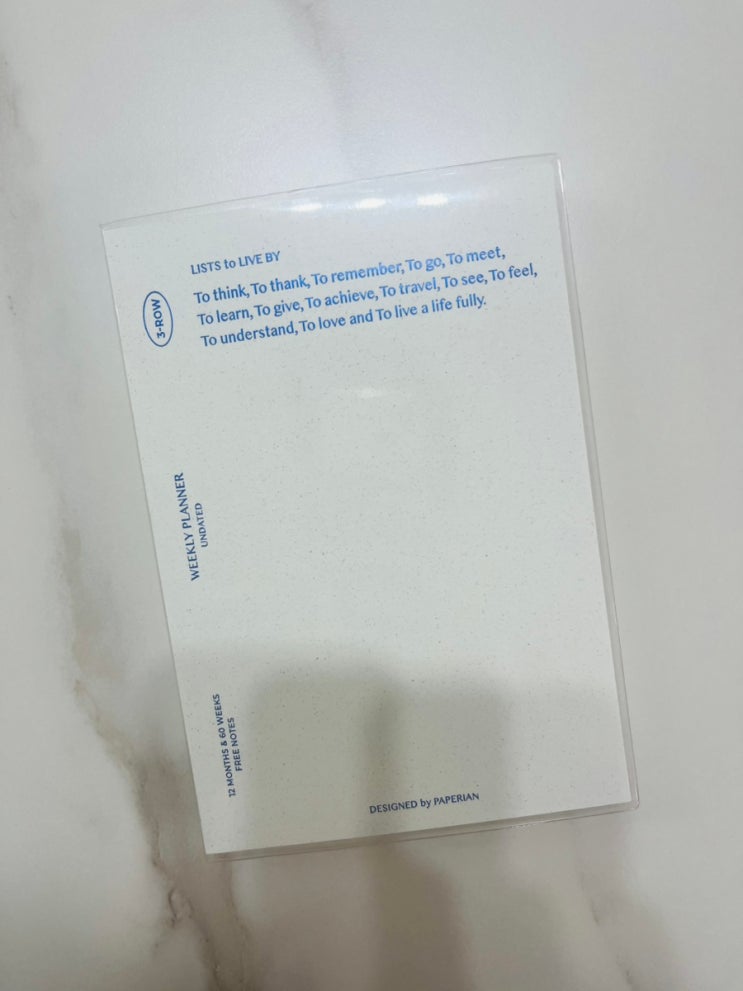 LISTS to LIVE BY
To think, To thank, To remember, To go, To meet,
To learn, To give, To achieve, To travel, To see, To feel,
To understand, To love and To live a life fully.
3-ROW
WEEKLY PLANNER
UNDATED
12 MONTHS & 60 WEEKS
FREE NOTES
DESIGNED by PAPERIAN